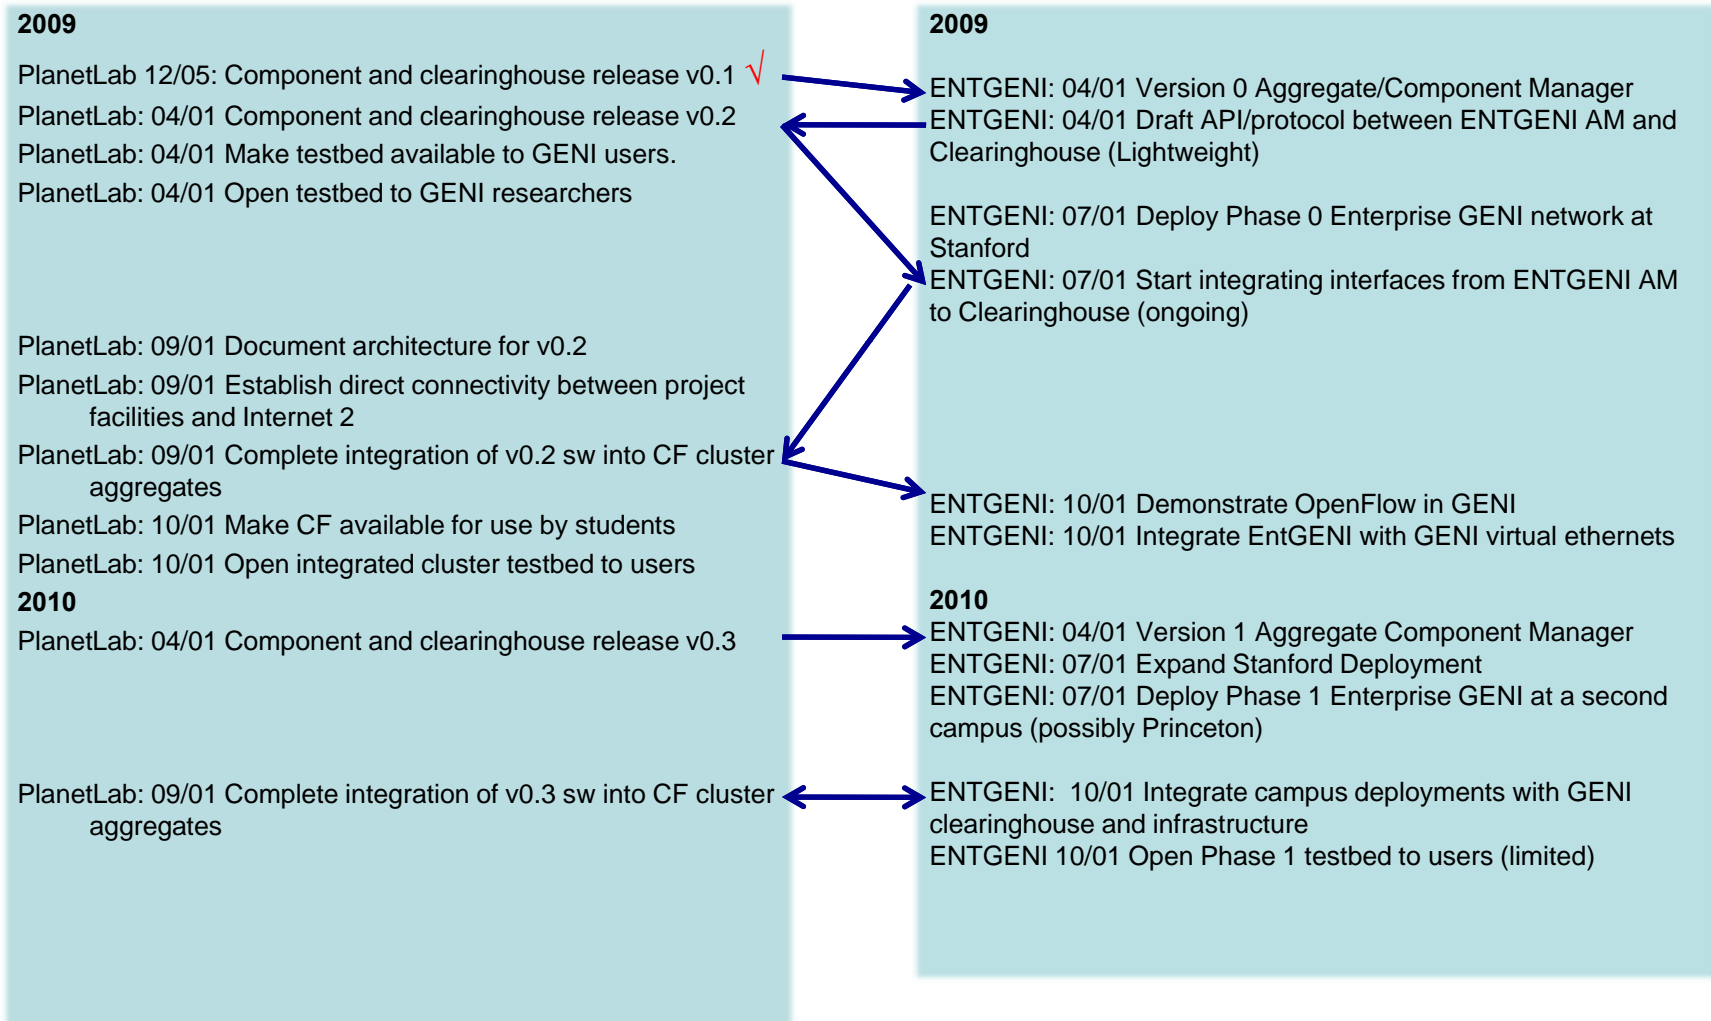 2009
PlanetLab 12/05: Component and clearinghouse release v0.1 √
PlanetLab: 04/01 Component and clearinghouse release v0.2
PlanetLab: 04/01 Make testbed available to GENI users.
PlanetLab: 04/01 Open testbed to GENI researchers
PlanetLab: 09/01 Document architecture for v0.2
PlanetLab: 09/01 Establish direct connectivity between project
facilities and Internet 2
PlanetLab: 09/01 Complete integration of v0.2 sw into CF cluster
aggregates
PlanetLab: 10/01 Make CF available for use by students
PlanetLab: 10/01 Open integrated cluster testbed to users
2010
PlanetLab: 04/01 Component and clearinghouse release v0.3
PlanetLab: 09/01 Complete integration of v0.3 sw into CF cluster
aggregates
2009
ENTGENI: 04/01 Version 0 Aggregate/Component Manager
ENTGENI: 04/01 Draft API/protocol between ENTGENI AM and
Clearinghouse (Lightweight)
ENTGENI: 07/01 Deploy Phase 0 Enterprise GENI network at
Stanford
ENTGENI: 07/01 Start integrating interfaces from ENTGENI AM
to Clearinghouse (ongoing)
ENTGENI: 10/01 Demonstrate OpenFlow in GENI
ENTGENI: 10/01 Integrate EntGENI with GENI virtual ethernets
2010
ENTGENI: 04/01 Version 1 Aggregate Component Manager
ENTGENI: 07/01 Expand Stanford Deployment
ENTGENI: 07/01 Deploy Phase 1 Enterprise GENI at a second
campus (possibly Princeton)
ENTGENI:  10/01 Integrate campus deployments with GENI
clearinghouse and infrastructure
ENTGENI 10/01 Open Phase 1 testbed to users (limited)